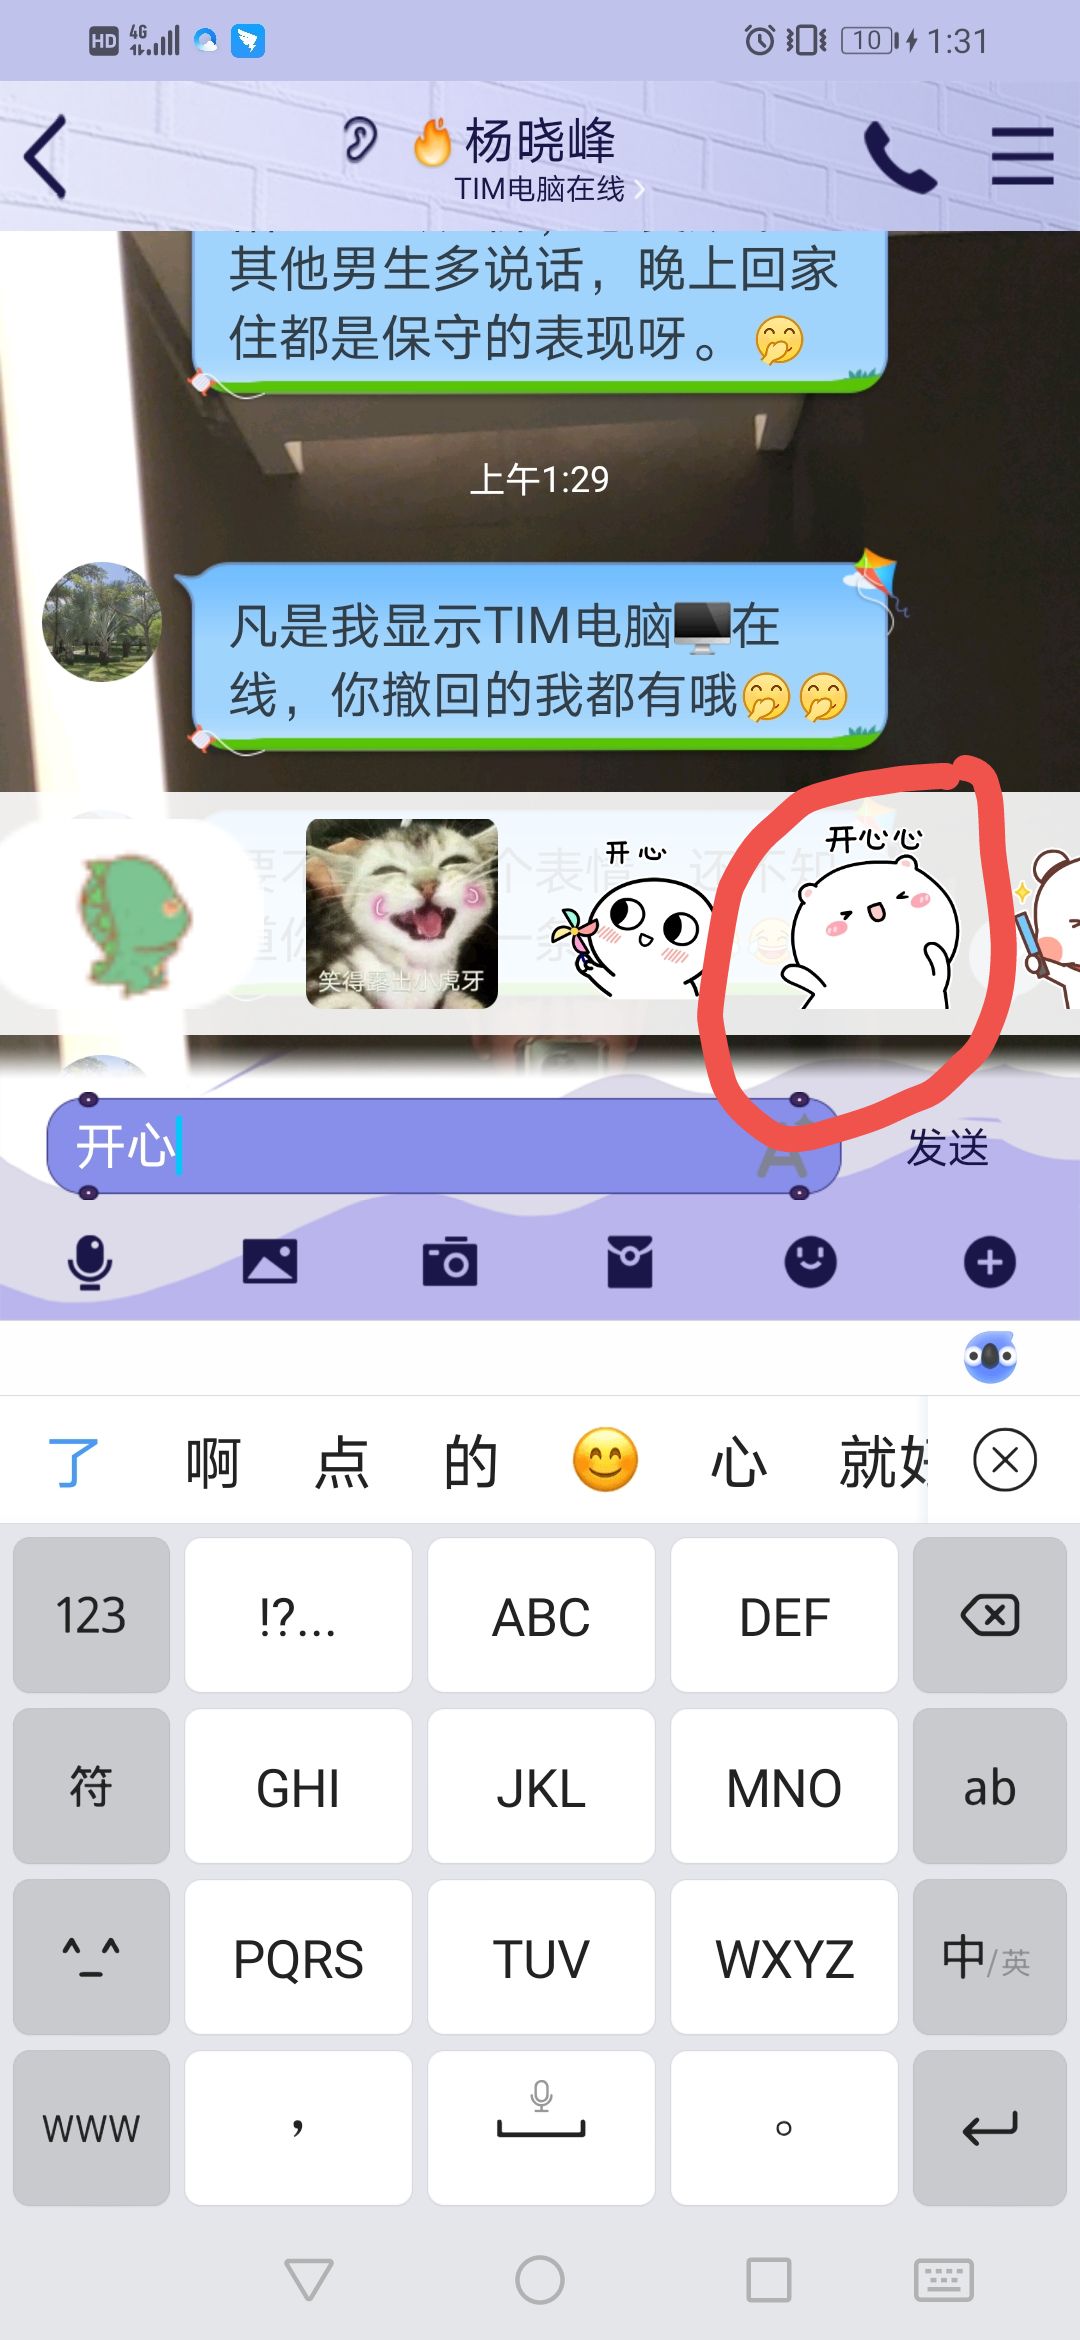 HD 4G 10 1:31
杨晓峰
TIM电脑在线
其他男生多说话，晚上回家
住都是保守的表现呀。
上午1:29
凡是我显示TIM电脑在
线，你撤回的我都有哦
笑得露出小虎牙
开心
开心心
开心
发送
了 啊 点 的 心 就好
123 !?... ABC DEF
符 GHI JKL MNO ab
^_^ PQRS TUV WXYZ 中/英
www ， 。